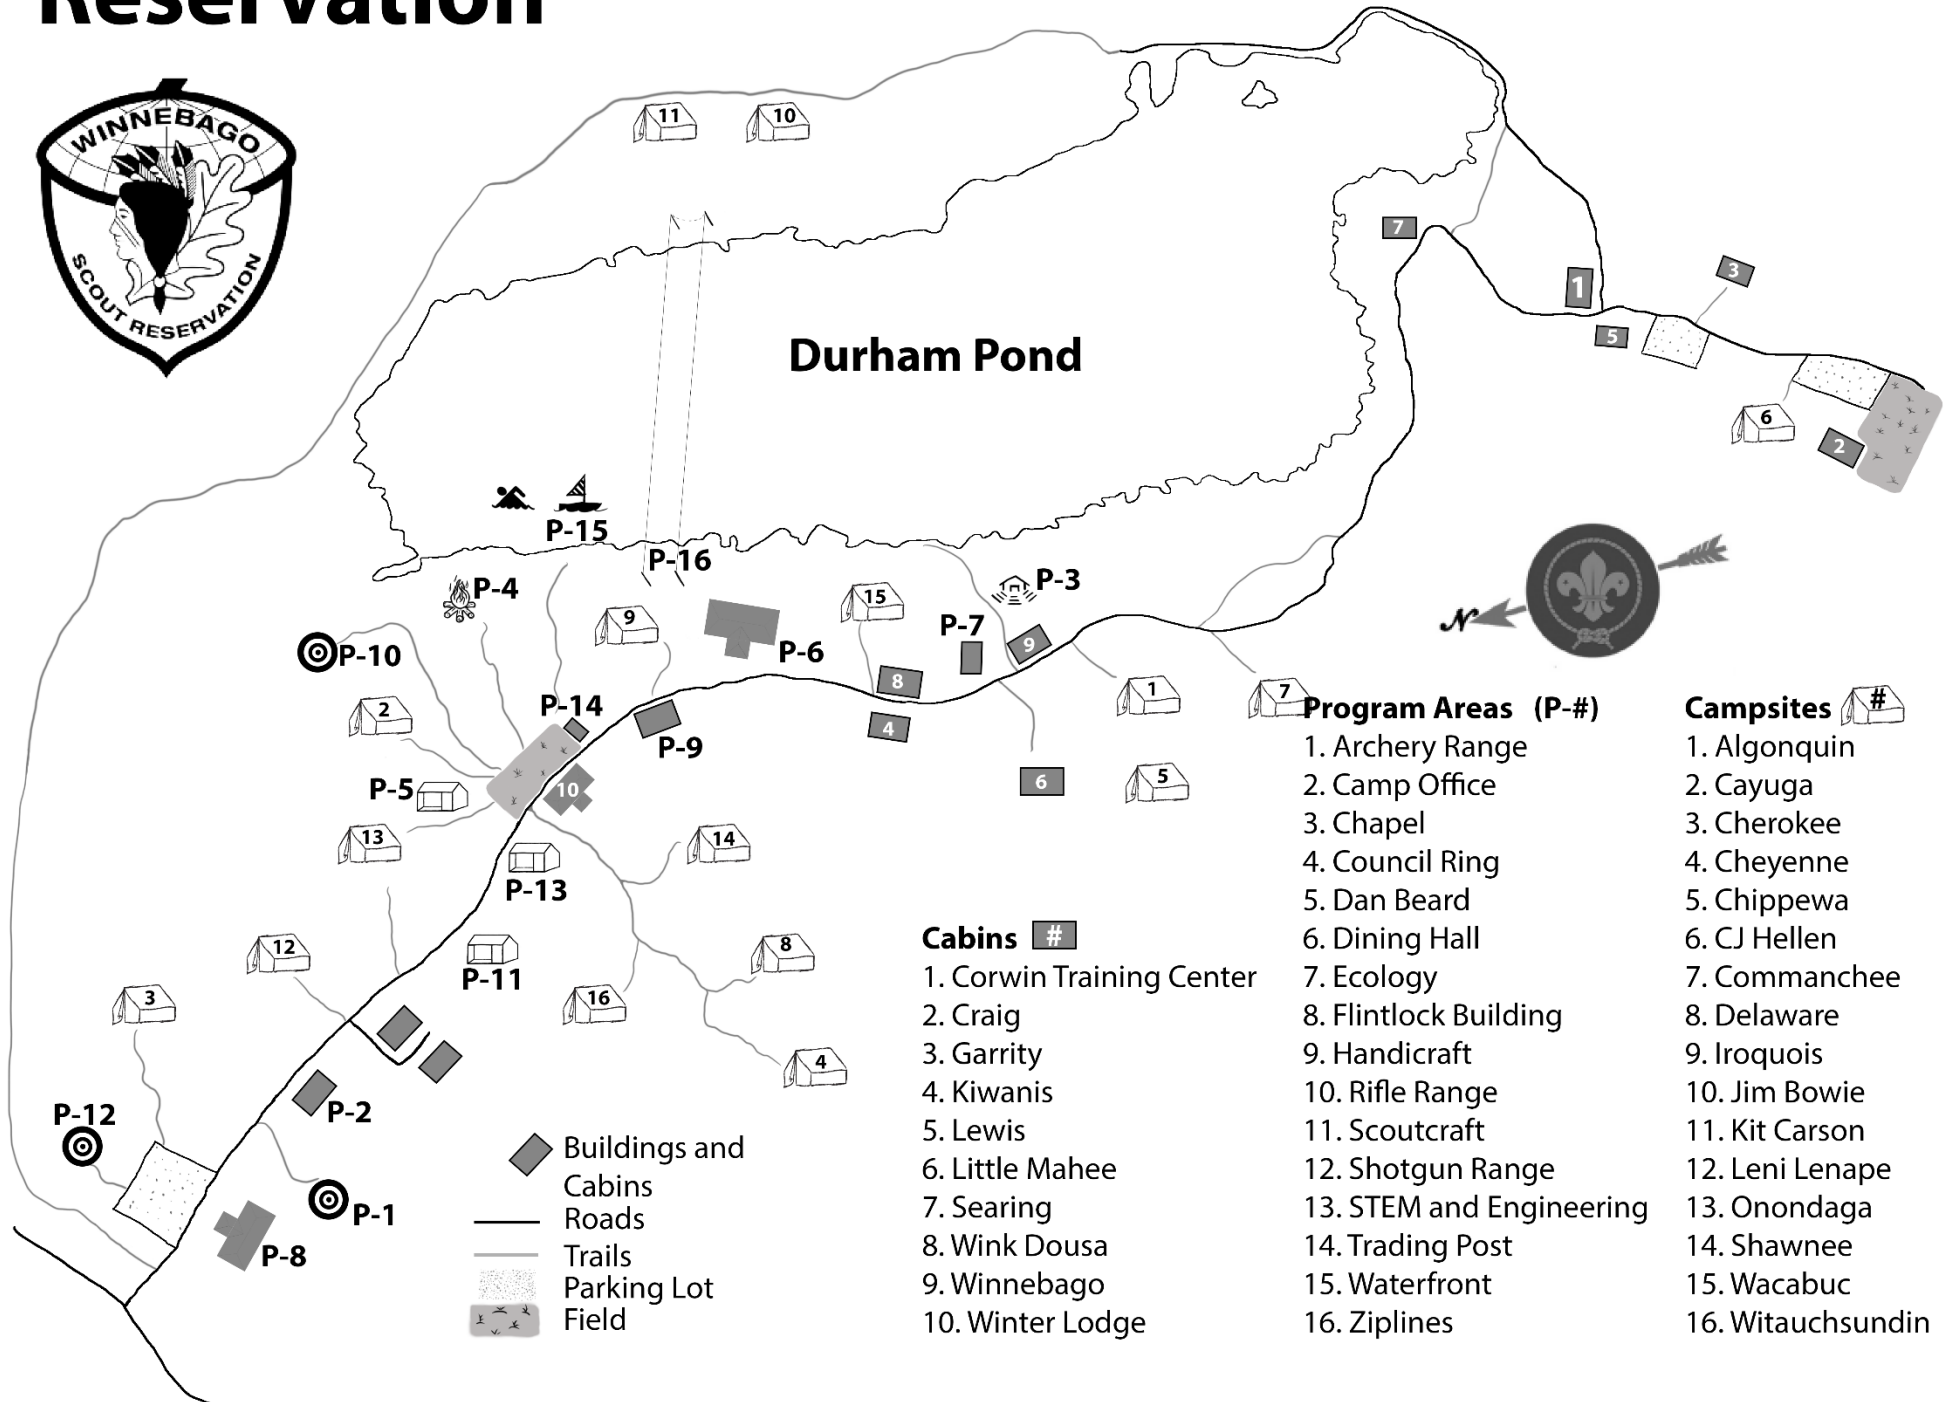 Reservation
WINNEBAGO
SCOUT RESERVATION
11
10
7
1
3
5
Durham Pond
6
2
P-15
P-16
P-4
P-3
15
9
P-7
9
P-6
P-10
N
8
1
7
2
P-14
4
P-9
6
5
P-5
10
13
14
P-13
12
8
P-11
16
3
4
P-12
P-2
P-1
P-8
Buildings and
Cabins
Roads
Trails
Parking Lot
Field
Cabins #
1. Corwin Training Center
2. Craig
3. Garrity
4. Kiwanis
5. Lewis
6. Little Mahee
7. Searing
8. Wink Dousa
9. Winnebago
10. Winter Lodge
Program Areas (P-#)
1. Archery Range
2. Camp Office
3. Chapel
4. Council Ring
5. Dan Beard
6. Dining Hall
7. Ecology
8. Flintlock Building
9. Handicraft
10. Rifle Range
11. Scoutcraft
12. Shotgun Range
13. STEM and Engineering
14. Trading Post
15. Waterfront
16. Ziplines
Campsites #
1. Algonquin
2. Cayuga
3. Cherokee
4. Cheyenne
5. Chippewa
6. CJ Hellen
7. Commanchee
8. Delaware
9. Iroquois
10. Jim Bowie
11. Kit Carson
12. Leni Lenape
13. Onondaga
14. Shawnee
15. Wacabuc
16. Witauchsundin